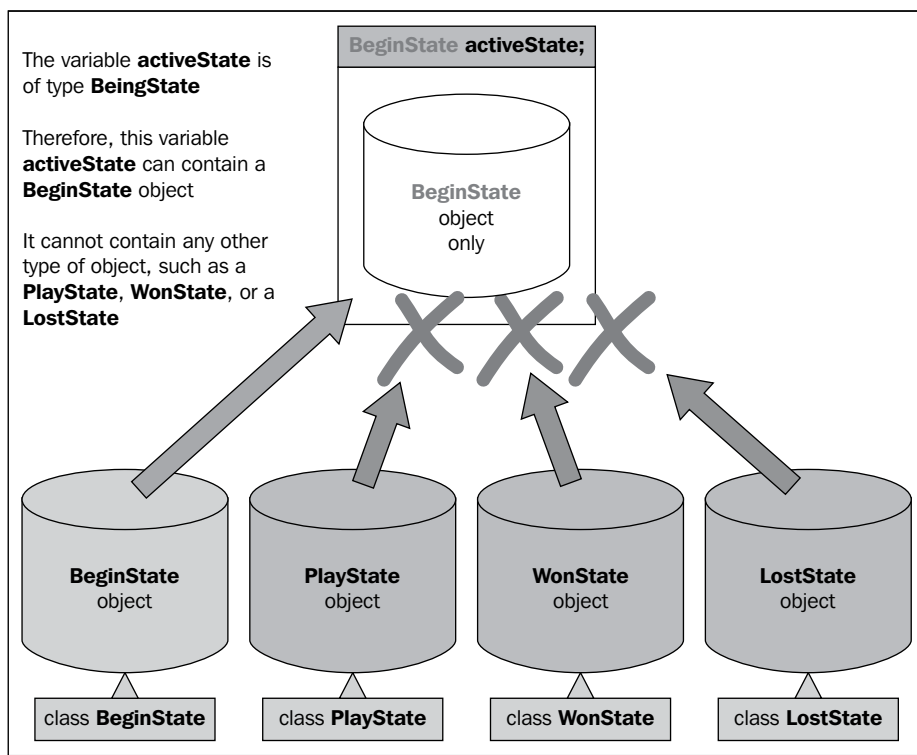 The variable activeState is
of type BeingState
Therefore, this variable
activeState can contain a
BeginState object
It cannot contain any other
type of object, such as a
PlayState, WonState, or a
LostState
BeginState activeState;
BeginState
object
only
BeginState
object
PlayState
object
WonState
object
LostState
object
class BeginState
class PlayState
class WonState
class LostState